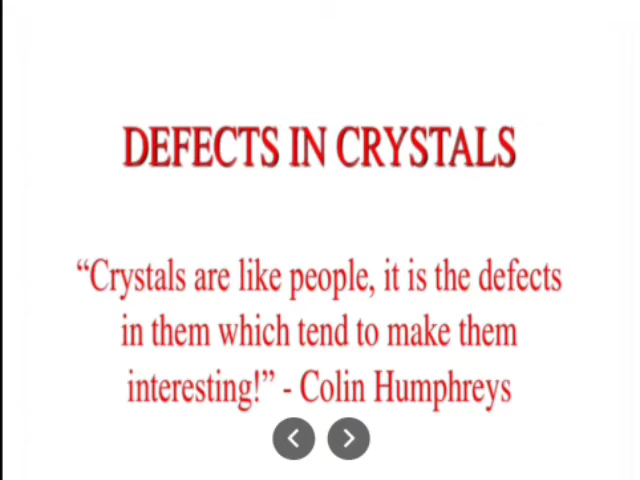 DEFECTS IN CRYSTALS
“Crystals are like people, it is the defects
in them which tend to make them
interesting!” - Colin Humphreys